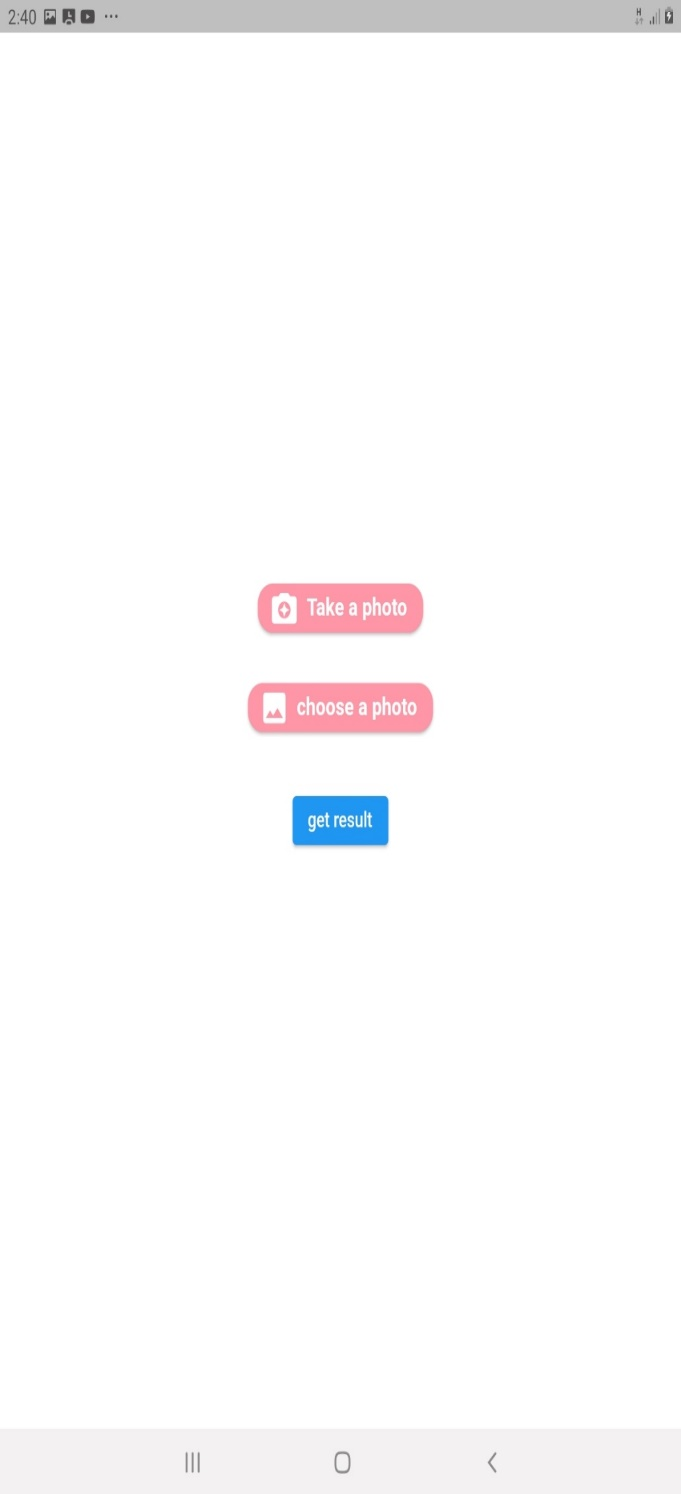 2:40
H
Take a photo
choose a photo
get result